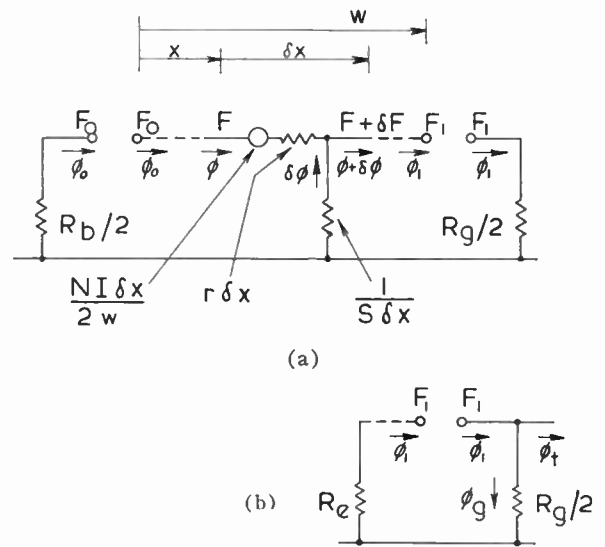 W
x δx
F₀ F₀ F F + δF F₁ F₁
ϕ₀ ϕ₀ ϕ δϕ ϕ+δϕ ϕ₁ ϕ₁
R_b/2 R_g/2
NIδx
2w
rδx
1
Sδx
(a)
F₁ F₁
ϕ₁ ϕ₁ ϕ_t
R_e ϕ_g R_g/2
(b)